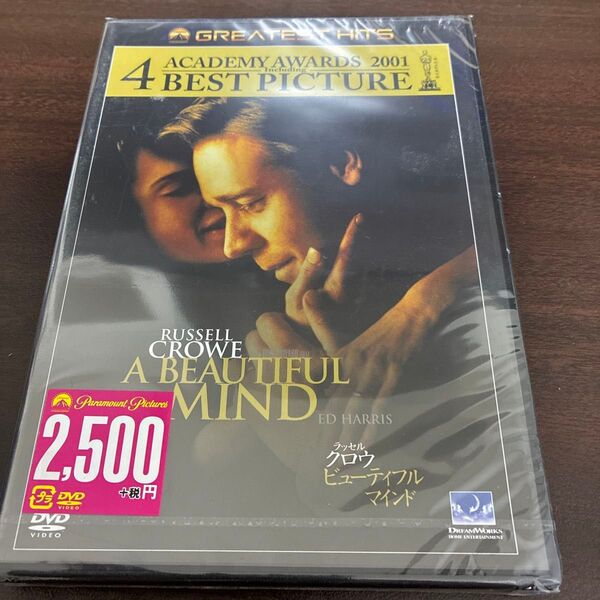 GREATEST HITS
4 ACADEMY AWARDS 2001
Including
BEST PICTURE
RUSSELL
CROWE
A BEAUTIFUL
MIND
ED HARRIS
Paramount Pictures
2,500
+税 円
DVD
VIDEO
DVD
VIDEO
ラッセル
クロウ
ビューティフル
マインド
DREAMWORKS
HOME ENTERTAINMENT